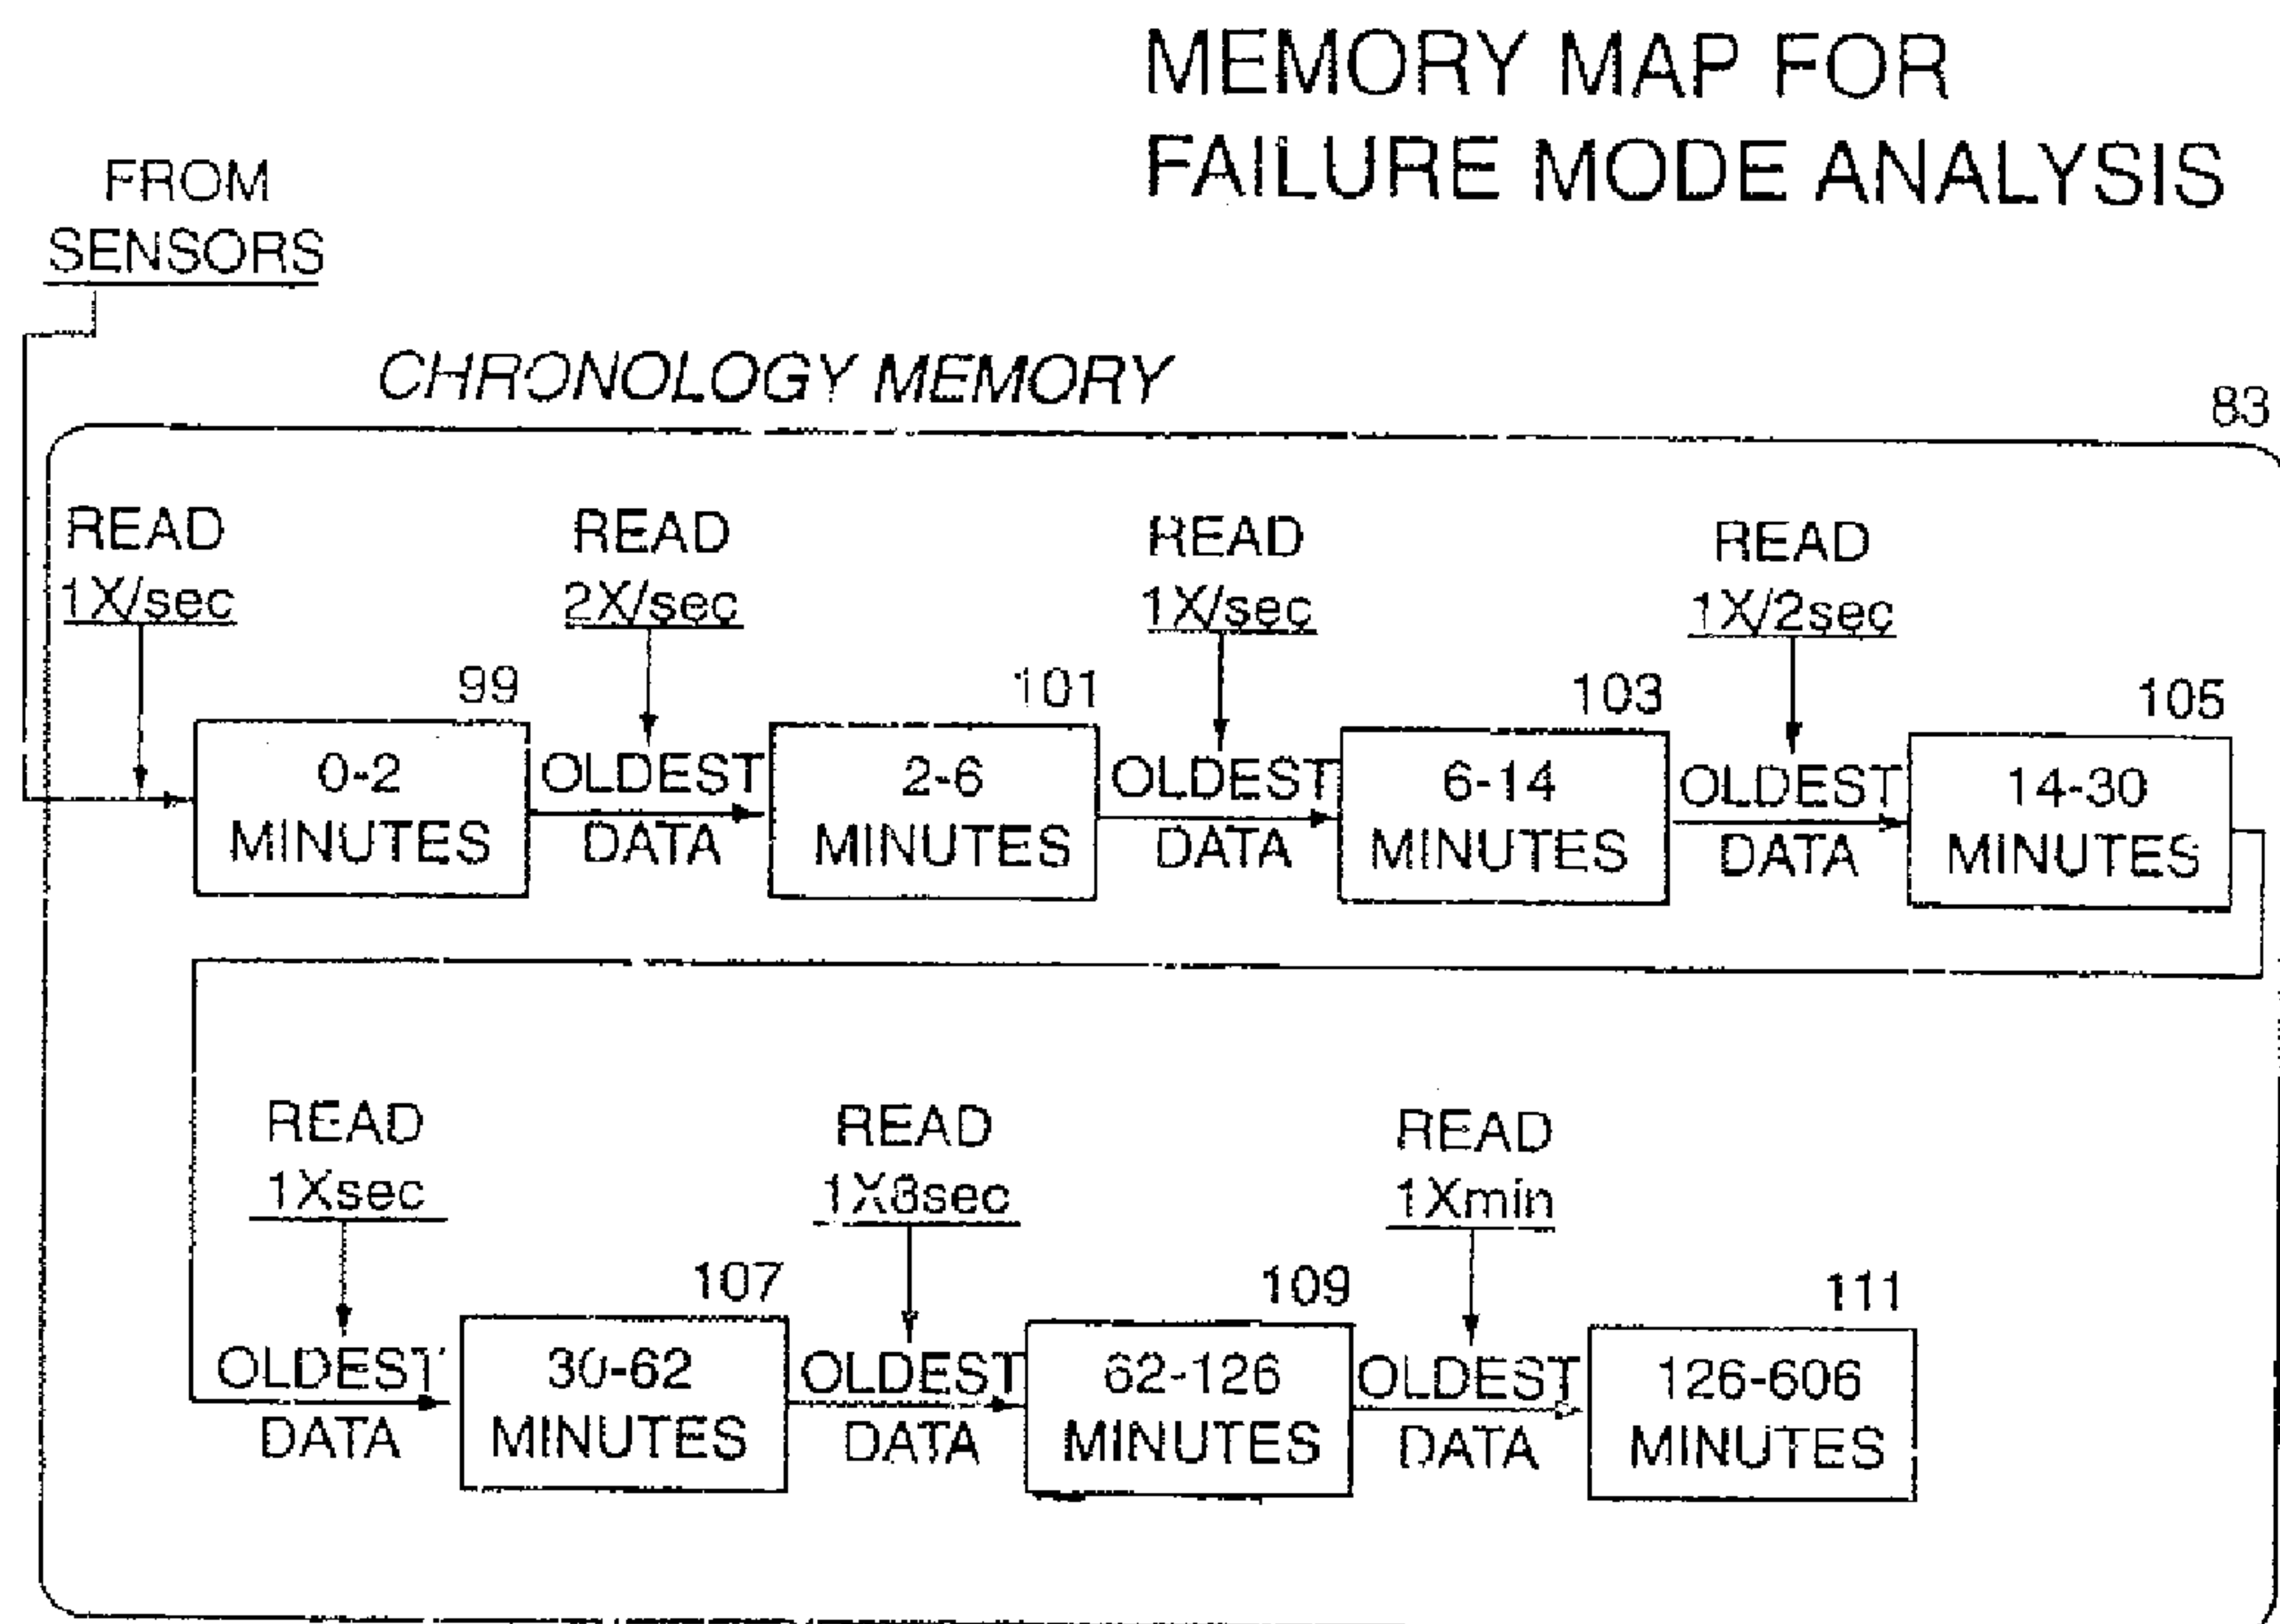 MEMORY MAP FOR
FAILURE MODE ANALYSIS
FROM
SENSORS
CHRONOLOGY MEMORY
83
READ
1X/sec
READ
2X/sec
READ
1X/sec
READ
1X/2sec
99
101
103
105
0-2
MINUTES
OLDEST
DATA
2-6
MINUTES
OLDEST
DATA
6-14
MINUTES
OLDEST
DATA
14-30
MINUTES
READ
1Xsec
READ
READ
1Xmin
107
109
111
OLDEST
DATA
30-62
MINUTES
OLDEST
DATA
62-126
MINUTES
OLDEST
DATA
126-606
MINUTES